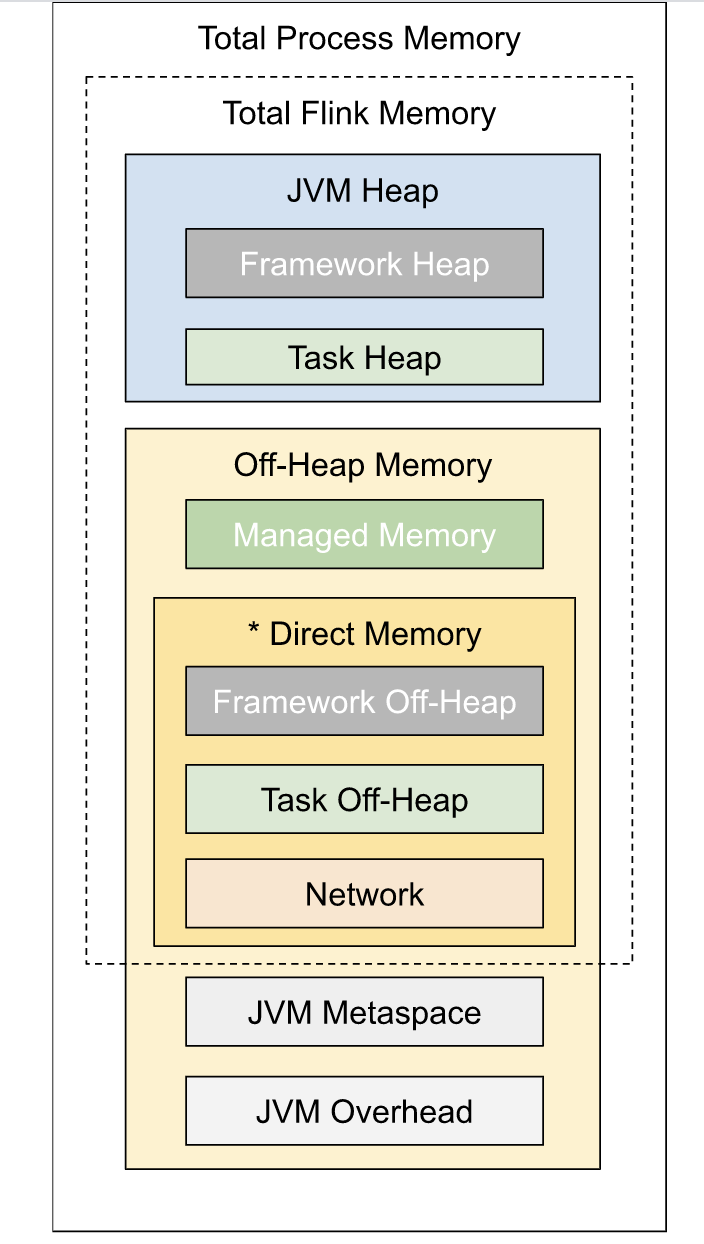 Total Process Memory
Total Flink Memory
JVM Heap
Framework Heap
Task Heap
Off-Heap Memory
Managed Memory
* Direct Memory
Framework Off-Heap
Task Off-Heap
Network
JVM Metaspace
JVM Overhead